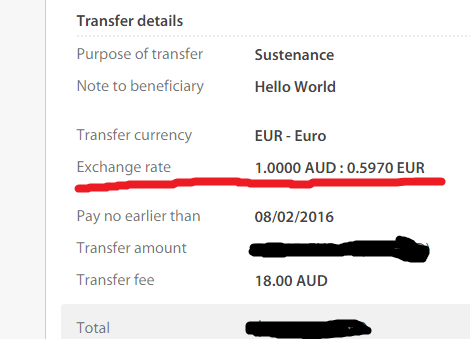 Transfer details
Purpose of transfer Sustenance
Note to beneficiary Hello World
Transfer currency EUR - Euro
Exchange rate 1.0000 AUD : 0.5970 EUR
Pay no earlier than 08/02/2016
Transfer amount
Transfer fee 18.00 AUD
Total